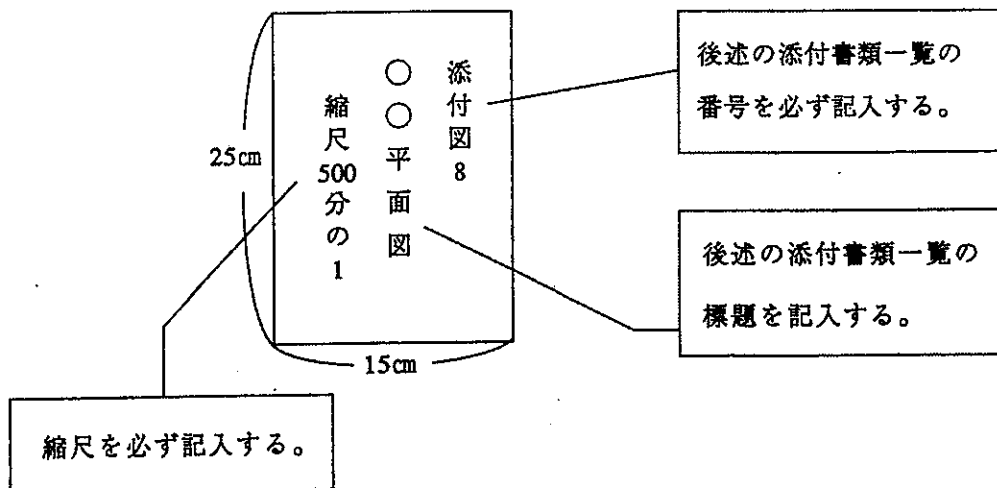 添付図8
○○平面図
縮尺500分の1
25cm
15cm
後述の添付書類一覧の
番号を必ず記入する。
後述の添付書類一覧の
標題を記入する。
縮尺を必ず記入する。